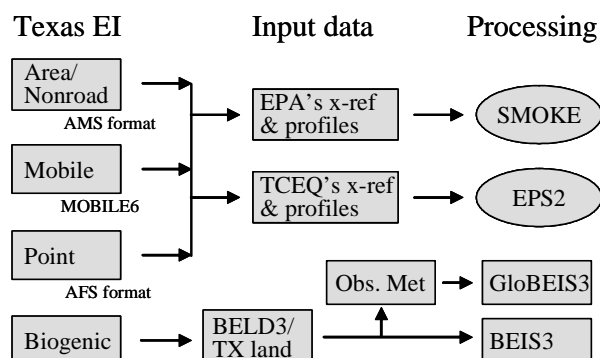 Texas EI
Input data
Processing
Area/
Nonroad
AMS format
EPA's x-ref
& profiles
SMOKE
Mobile
MOBILE6
TCEQ's x-ref
& profiles
EPS2
Point
AFS format
Obs. Met
GloBEIS3
Biogenic
BELD3/
TX land
BEIS3